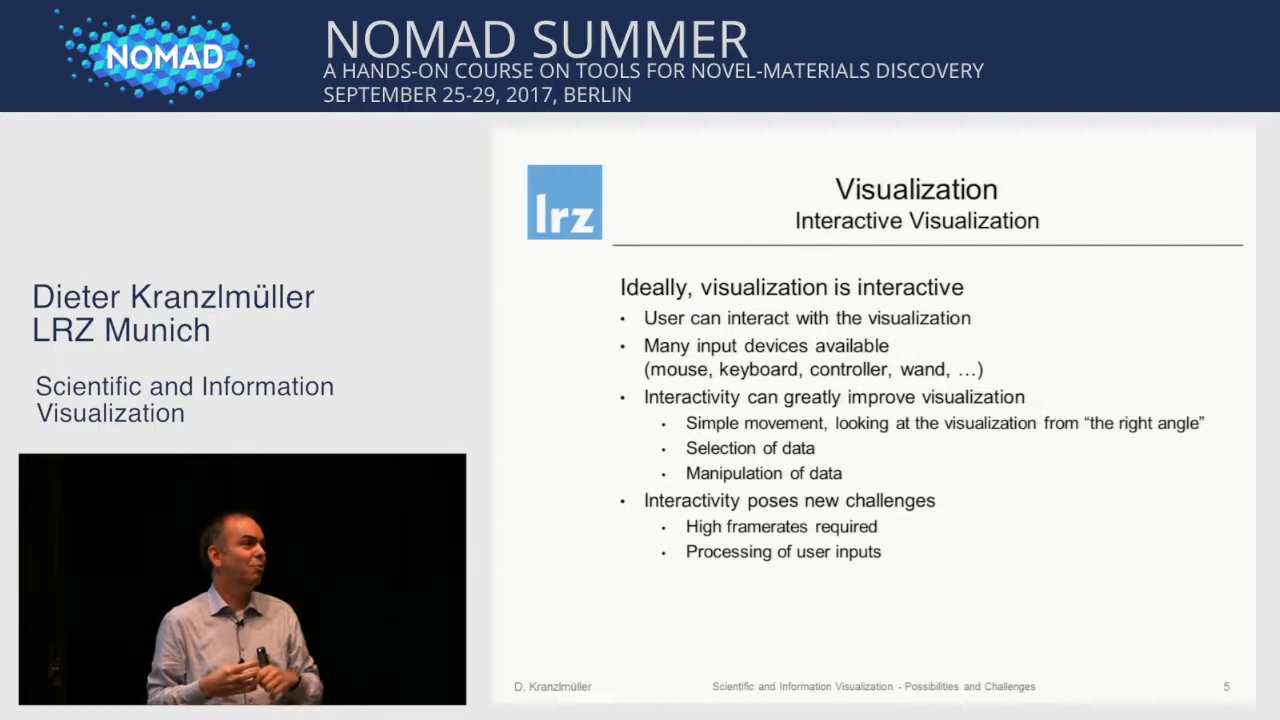 NOMAD
NOMAD SUMMER
A HANDS-ON COURSE ON TOOLS FOR NOVEL-MATERIALS DISCOVERY
SEPTEMBER 25-29, 2017, BERLIN
Dieter Kranzlmüller
LRZ Munich
Scientific and Information
Visualization
lrz
Visualization
Interactive Visualization
Ideally, visualization is interactive
• User can interact with the visualization
• Many input devices available
(mouse, keyboard, controller, wand, …)
• Interactivity can greatly improve visualization
• Simple movement, looking at the visualization from “the right angle”
• Selection of data
• Manipulation of data
• Interactivity poses new challenges
• High framerates required
• Processing of user inputs
D. Kranzlmüller
Scientific and Information Visualization - Possibilities and Challenges
5